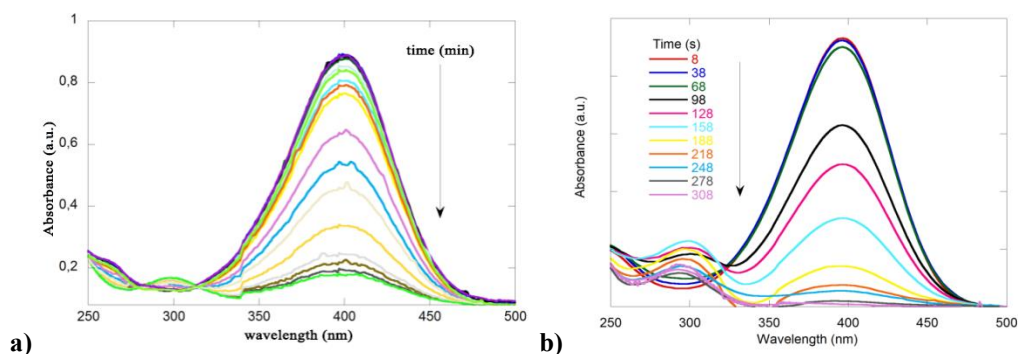 1
0,8
0,6
0,4
0,2
Absorbance (a.u.)
time (min)
250 300 350 400 450 500
wavelength (nm)
a)
Absorbance (a.u.)
Time (s)
8
38
68
98
128
158
188
218
248
278
308
250 300 350 400 450 500
Wavelength (nm)
b)